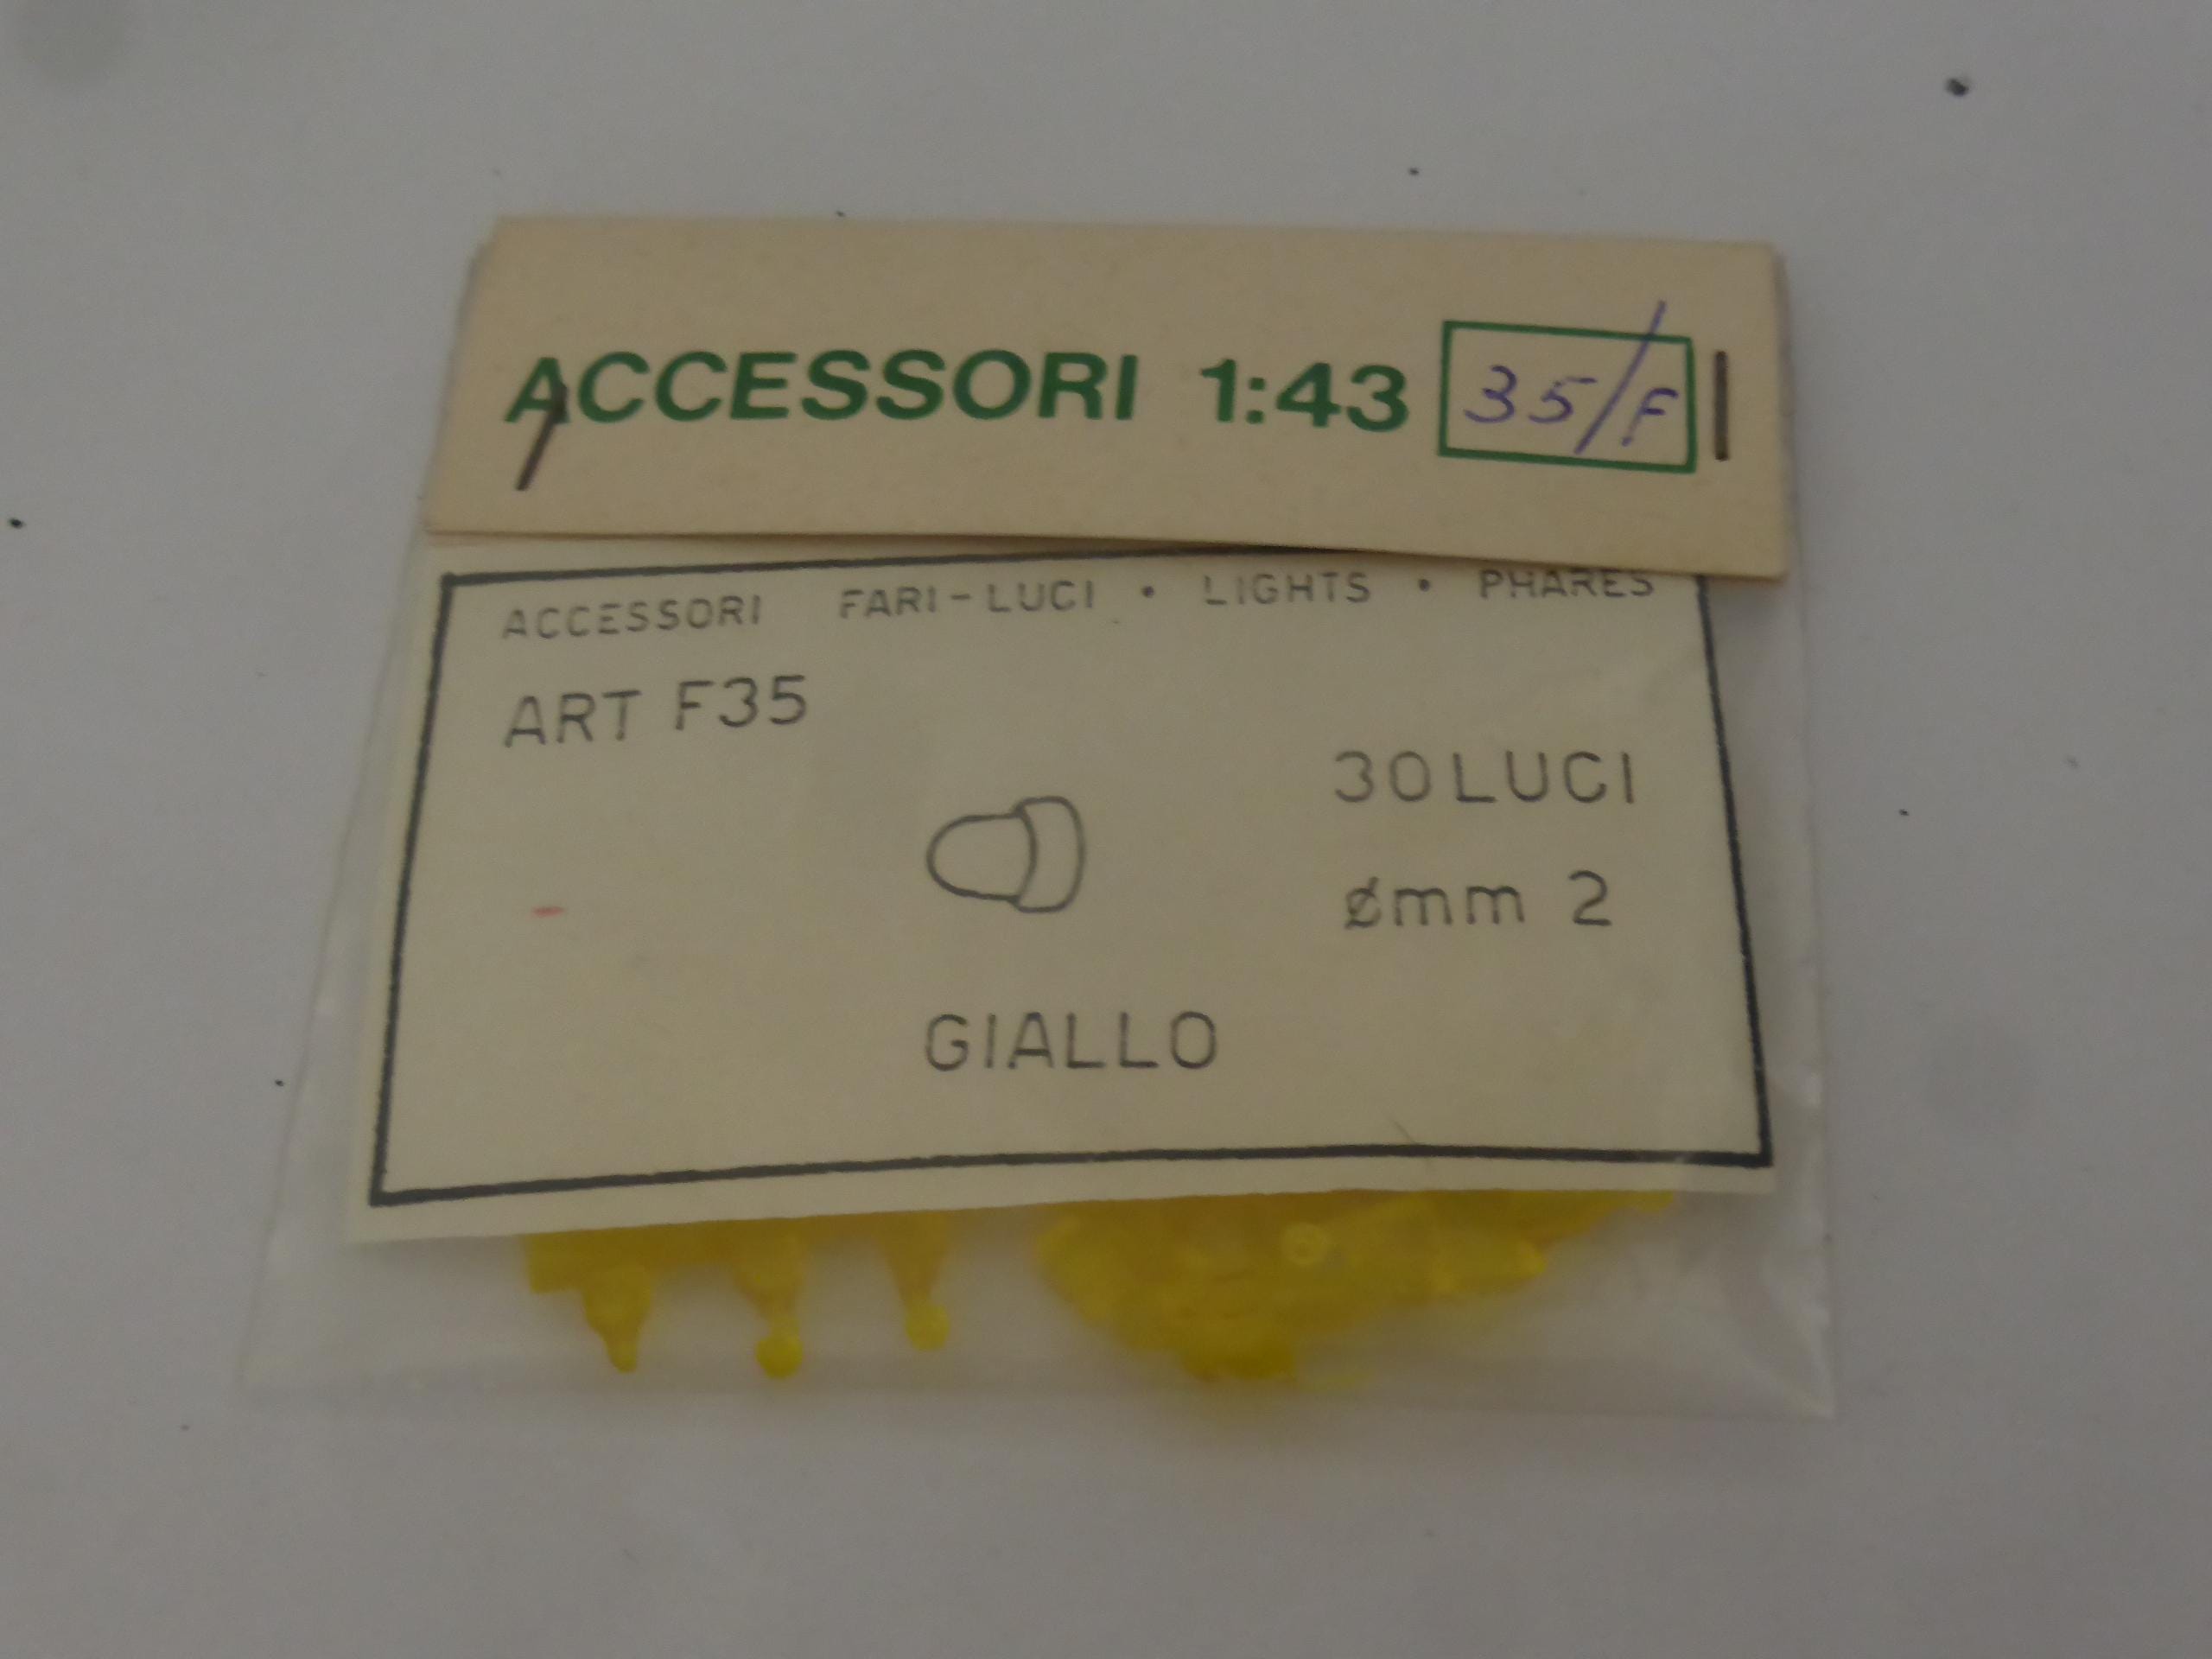 ACCESSORI 1:43 35/F
ACCESSORI FARI-LUCI • LIGHTS • PHARES
ART F35
30 LUCI
ømm 2
GIALLO